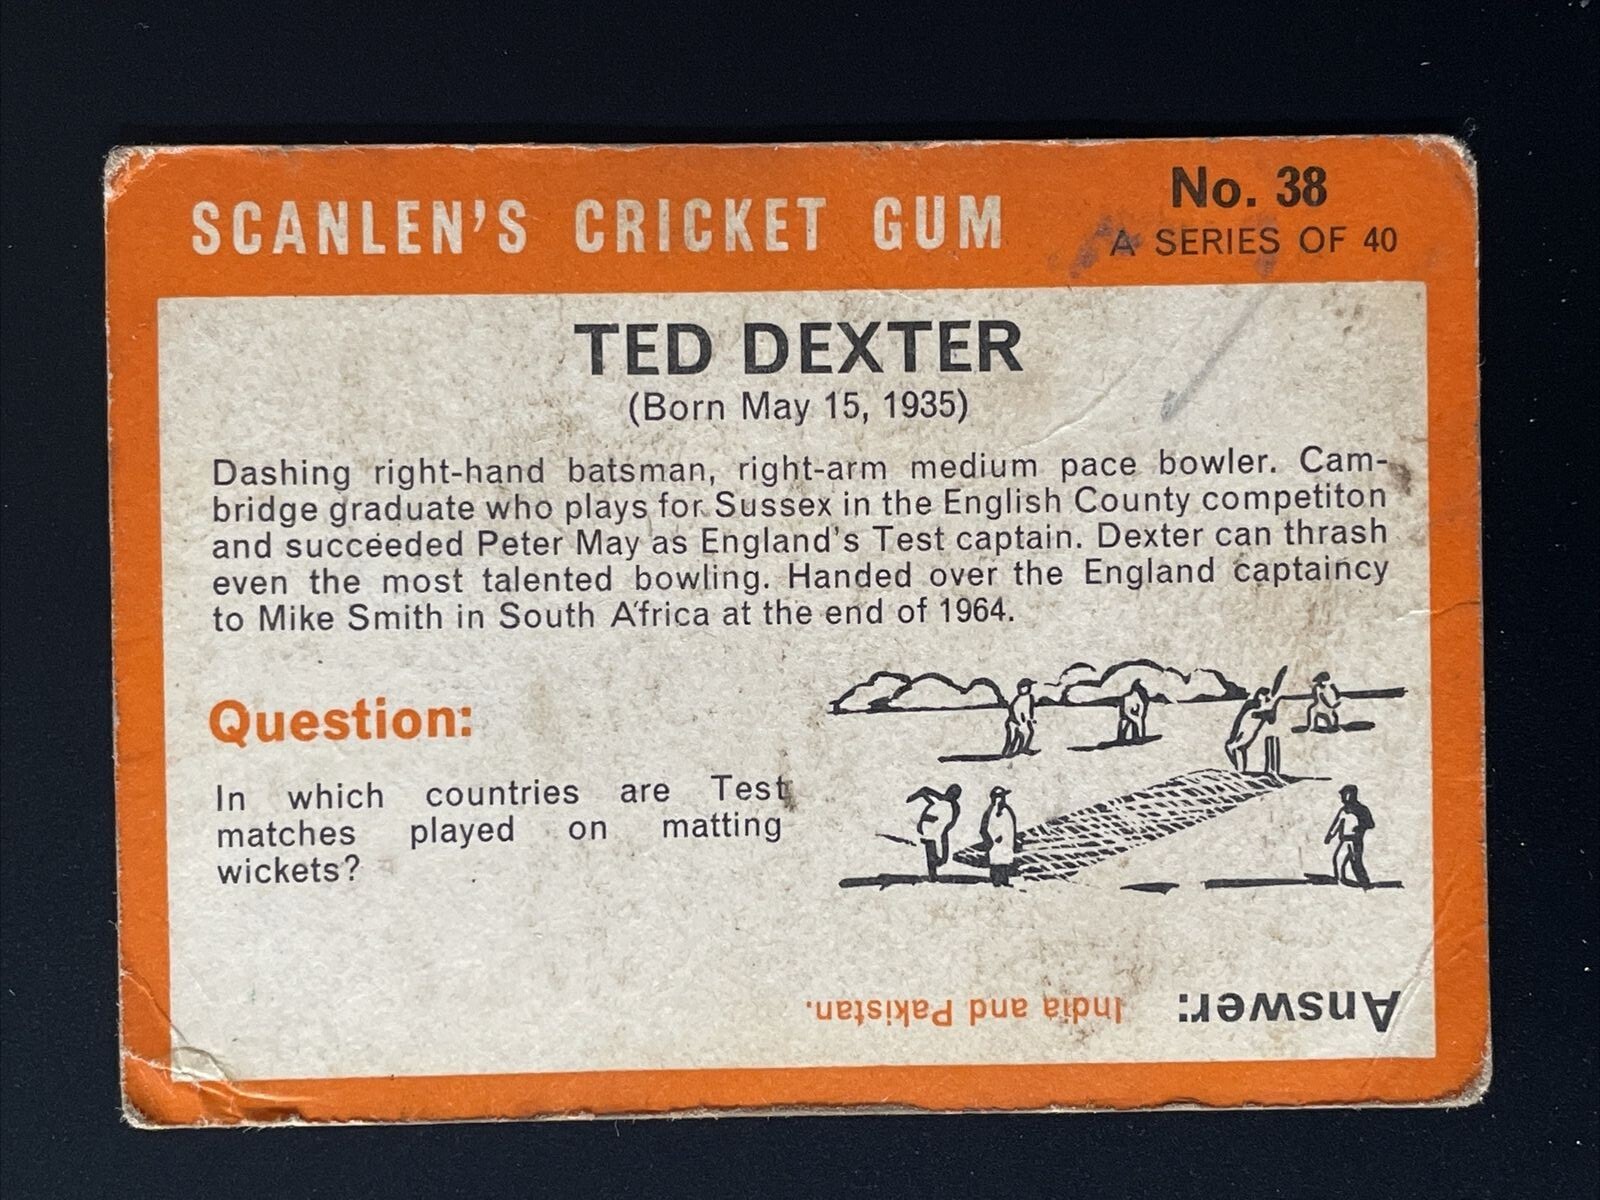 SCANLEN'S CRICKET GUM
No. 38
A SERIES OF 40
TED DEXTER
(Born May 15, 1935)
Dashing right-hand batsman, right-arm medium pace bowler. Cam-
bridge graduate who plays for Sussex in the English County competiton
and succeeded Peter May as England's Test captain. Dexter can thrash
even the most talented bowling. Handed over the England captaincy
to Mike Smith in South Africa at the end of 1964.
Question:
In which countries are Test
matches played on matting
wickets?
Answer: India and Pakistan.